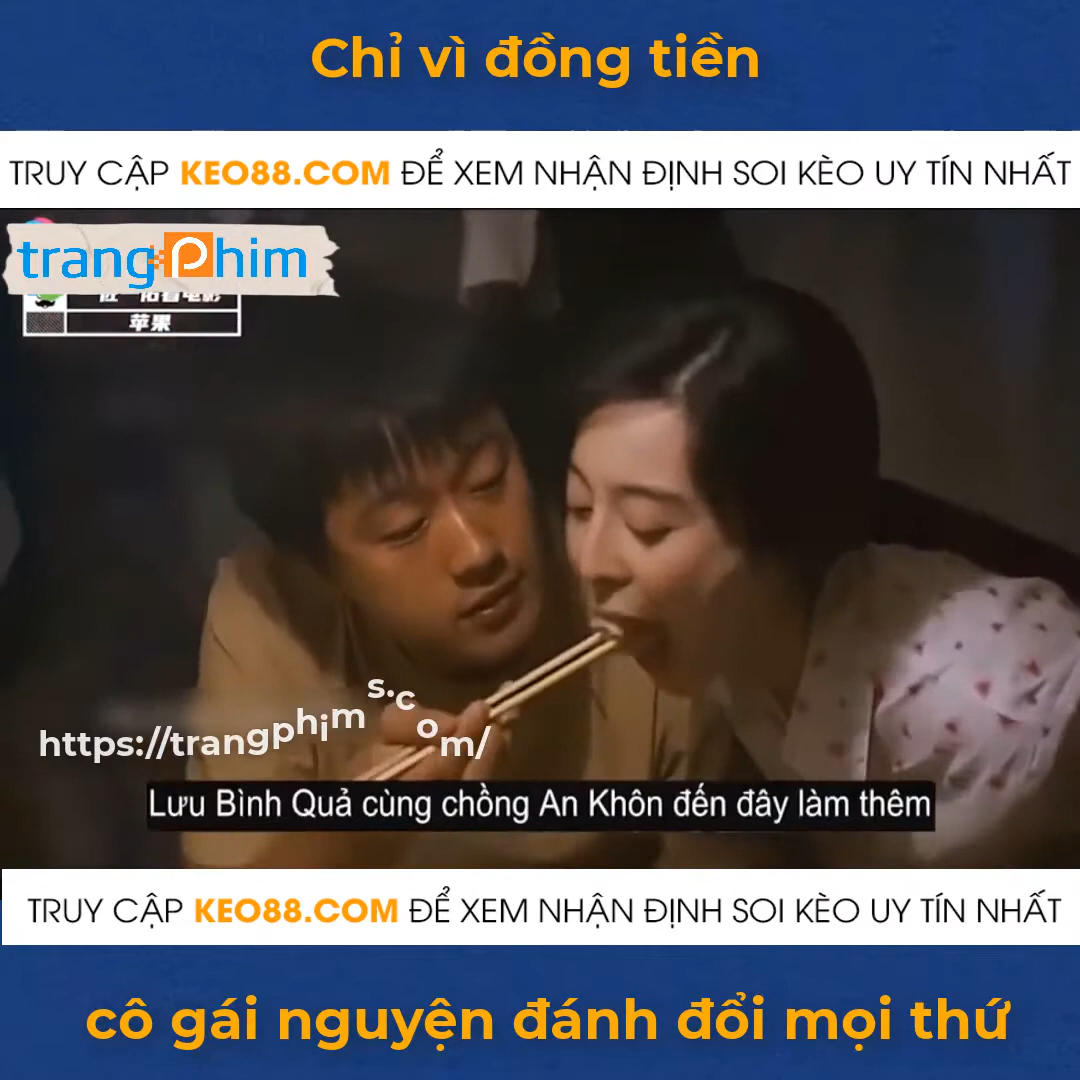 Chỉ vì đồng tiền
TRUY CẬP KEO88.COM ĐỂ XEM NHẬN ĐỊNH SOI KÈO UY TÍN NHẤT
trangPhim
苹果
https://trangphims.com/
Lưu Bình Quả cùng chồng An Khôn đến đây làm thêm
TRUY CẬP KEO88.COM ĐỂ XEM NHẬN ĐỊNH SOI KÈO UY TÍN NHẤT
cô gái nguyện đánh đổi mọi thứ